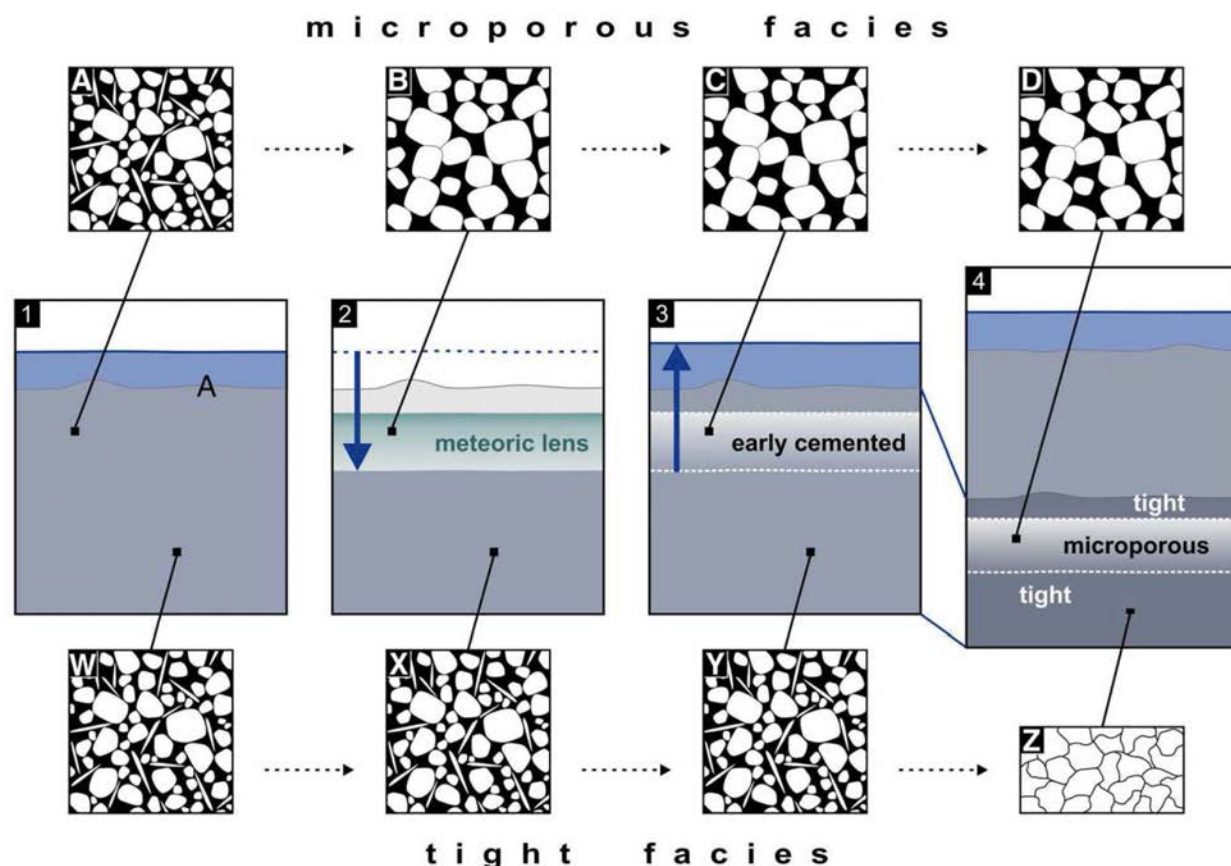 microporous facies
A
B
C
D
1
2
3
4
A
meteoric lens
early cemented
tight
microporous
tight
W
X
Y
Z
tight facies